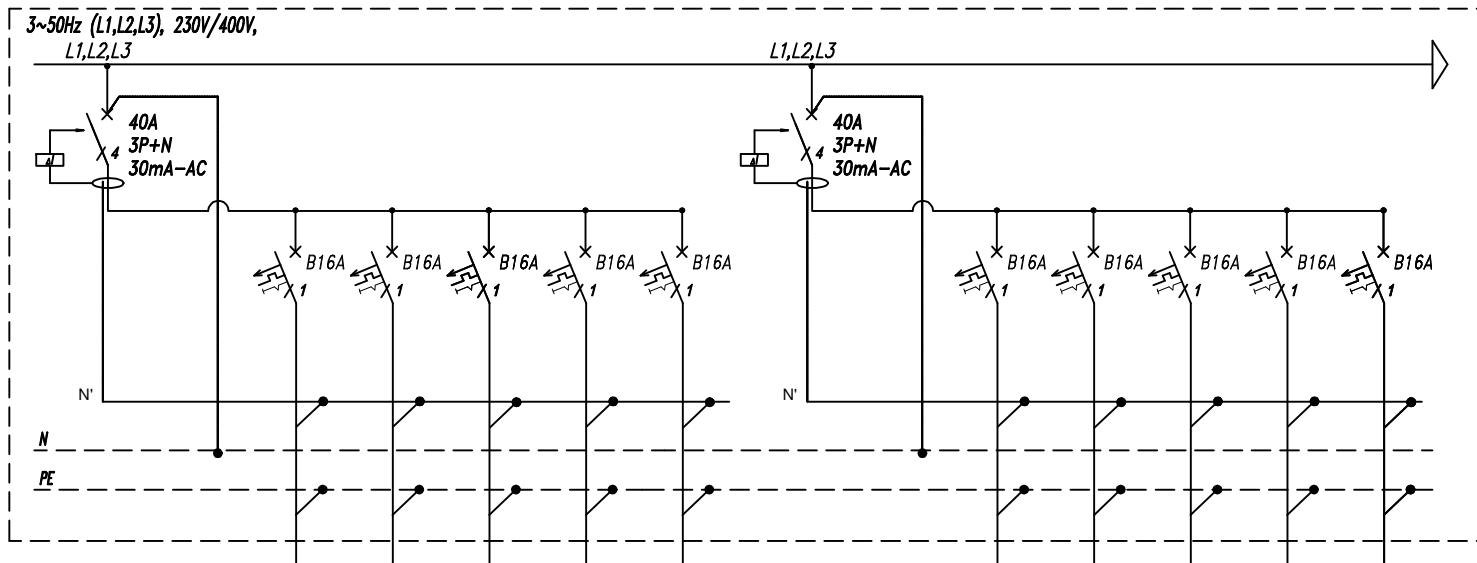 3~50Hz (L1,L2,L3), 230V/400V,
L1,L2,L3
L1,L2,L3
40A
3P+N
30mA-AC
4
ΔI
40A
3P+N
30mA-AC
4
ΔI
B16A
B16A
B16A
B16A
B16A
B16A
B16A
B16A
B16A
B16A
1
1
1
1
1
1
1
1
1
1
N'
N'
N
PE